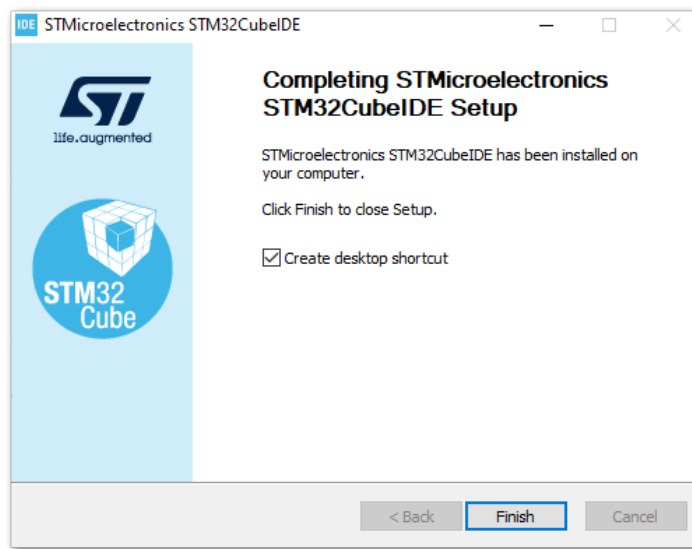 IDE STMicroelectronics STM32CubeIDE
life.augmented
STM32
Cube
Completing STMicroelectronics
STM32CubeIDE Setup
STMicroelectronics STM32CubeIDE has been installed on
your computer.
Click Finish to close Setup.
Create desktop shortcut
< Back
Finish
Cancel